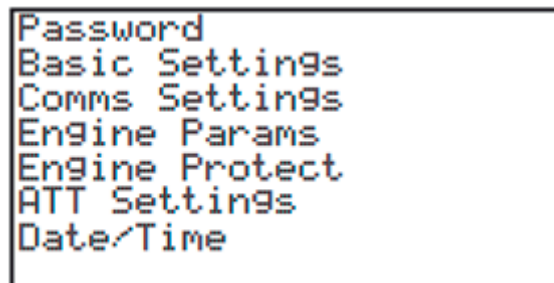 Password
Basic Settings
Comms Settings
Engine Params
Engine Protect
ATT Settings
Date/Time